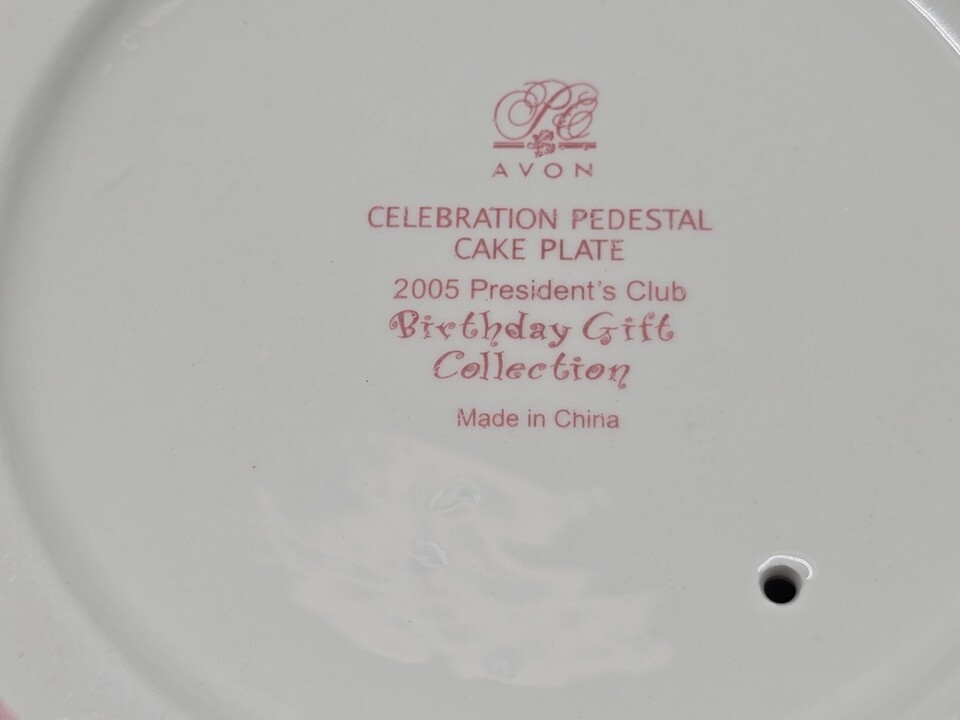 PC
AVON
CELEBRATION PEDESTAL
CAKE PLATE
2005 President's Club
Birthday Gift
Collection
Made in China